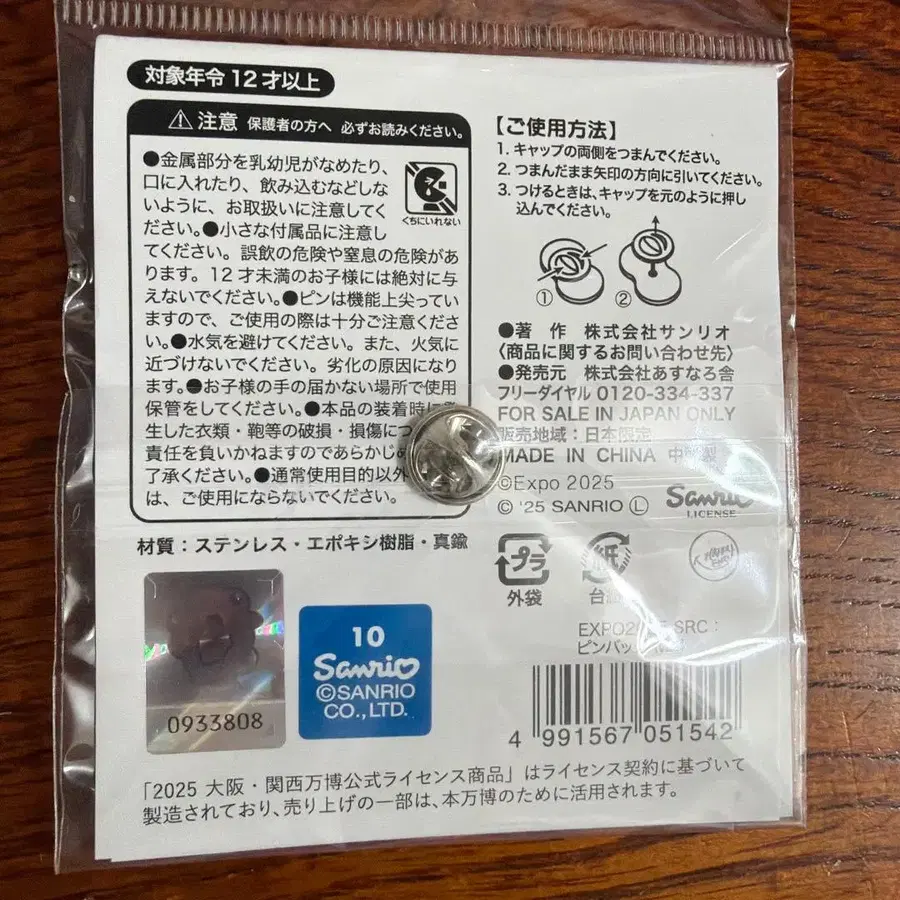 対象年令12才以上
⚠注意 保護者の方へ 必ずお読みください。
●金属部分を乳幼児がなめたり、
口に入れたり、飲み込むなどしな
いように、お取扱いに注意してく
ださい。●小さな付属品に注意し
てください。誤飲の危険や窒息の危険が
あります。12才未満のお子様には絶対に与
えないでください。●ピンは機能上尖ってい
ますので、ご使用の際は十分ご注意くださ
い。●水気を避けてください。また、火気に
近づけないでください。劣化の原因になり
ます。●お子様の手の届かない場所で使用
保管をしてください。●本品の装着時に
生した衣類・鞄等の破損・損傷につ
責任を負いかねますのであらかじめ
了承ください。●通常使用目的以外
は、ご使用にならないでください。
くちにいれない
材質：ステンレス・エポキシ樹脂・真鍮
【ご使用方法】
1. キャップの両側をつまんでください。
2. つまんだまま矢印の方向に引いてください。
3. つけるときは、キャップを元のように押し
込んでください。
① ②
●著 作 株式会社サンリオ
〈商品に関するお問い合わせ先〉
●発売元 株式会社あすなろ舎
フリーダイヤル 0120-334-337
FOR SALE IN JAPAN ONLY
販売地域：日本限定
MADE IN CHINA 中国製
©Expo 2025
© '25 SANRIO Ⓛ
Sanrio
LICENSE
プラ
外袋
紙
台
EXPO2025 SRC：
ピンバッ
0933808
10
Sanrio
©SANRIO
CO., LTD.
4 991567 051542
「2025 大阪・関西万博公式ライセンス商品」はライセンス契約に基づいて
製造されており、売り上げの一部は、本万博のために活用されます。